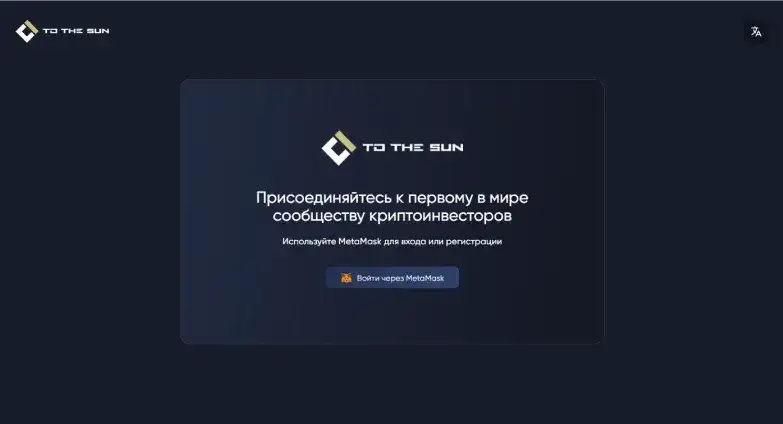 TO THE SUN
TO THE SUN
Присоединяйтесь к первому в мире
сообществу криптоинвесторов
Используйте MetaMask для входа или регистрации
Войти через MetaMask